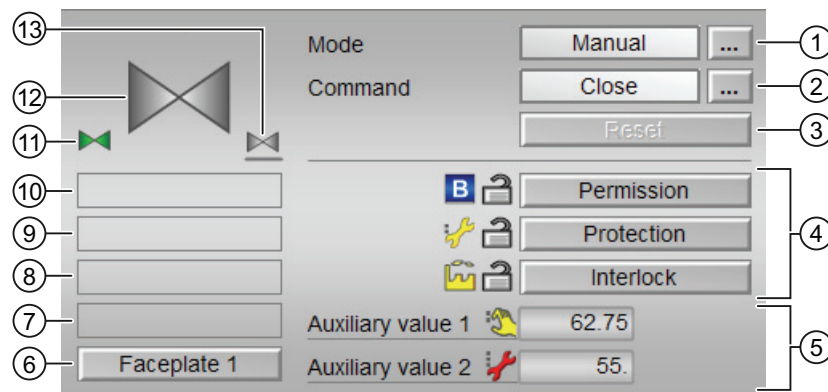 13
Mode Manual ... 1
12 Command Close ... 2
11 Reset 3
10 B Permission
9 Protection 4
8 Interlock
7 Auxiliary value 1 62.75
6 Faceplate 1 Auxiliary value 2 55. 5